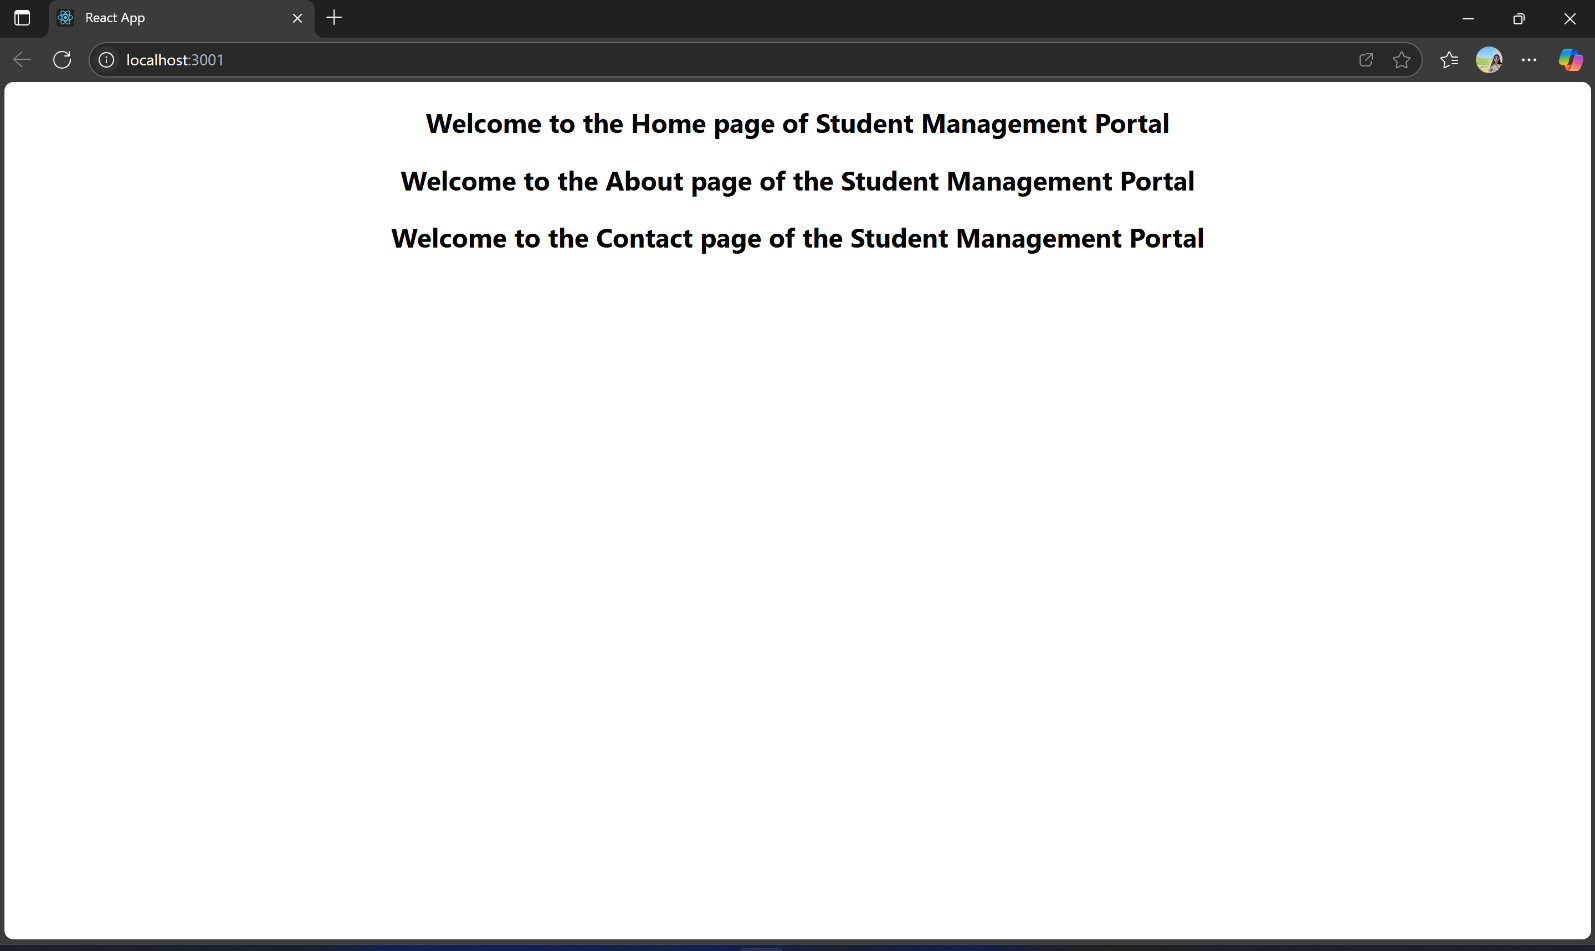 React App
localhost:3001
Welcome to the Home page of Student Management Portal
Welcome to the About page of the Student Management Portal
Welcome to the Contact page of the Student Management Portal